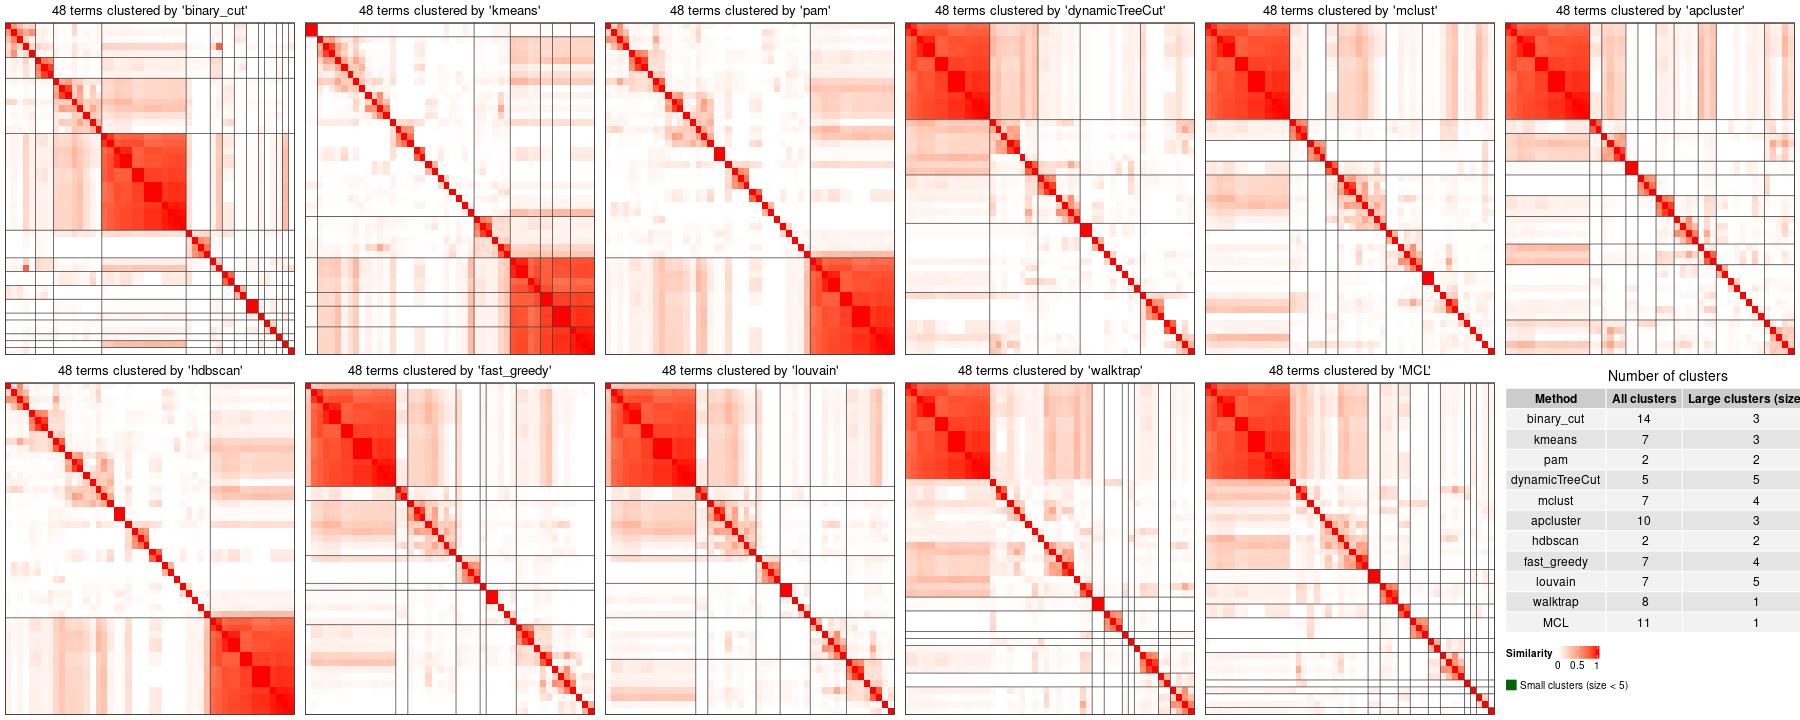 48 terms clustered by 'binary_cut'
48 terms clustered by 'kmeans'
48 terms clustered by 'pam'
48 terms clustered by 'dynamicTreeCut'
48 terms clustered by 'mclust'
48 terms clustered by 'apcluster'
48 terms clustered by 'hdbscan'
48 terms clustered by 'fast_greedy'
48 terms clustered by 'louvain'
48 terms clustered by 'walktrap'
48 terms clustered by 'MCL'
Number of clusters
Method All clusters Large clusters (size
binary_cut 14 3
kmeans 7 3
pam 2 2
dynamicTreeCut 5 5
mclust 7 4
apcluster 10 3
hdbscan 2 2
fast_greedy 7 4
louvain 7 5
walktrap 8 1
MCL 11 1
Similarity
0 0.5 1
Small clusters (size < 5)